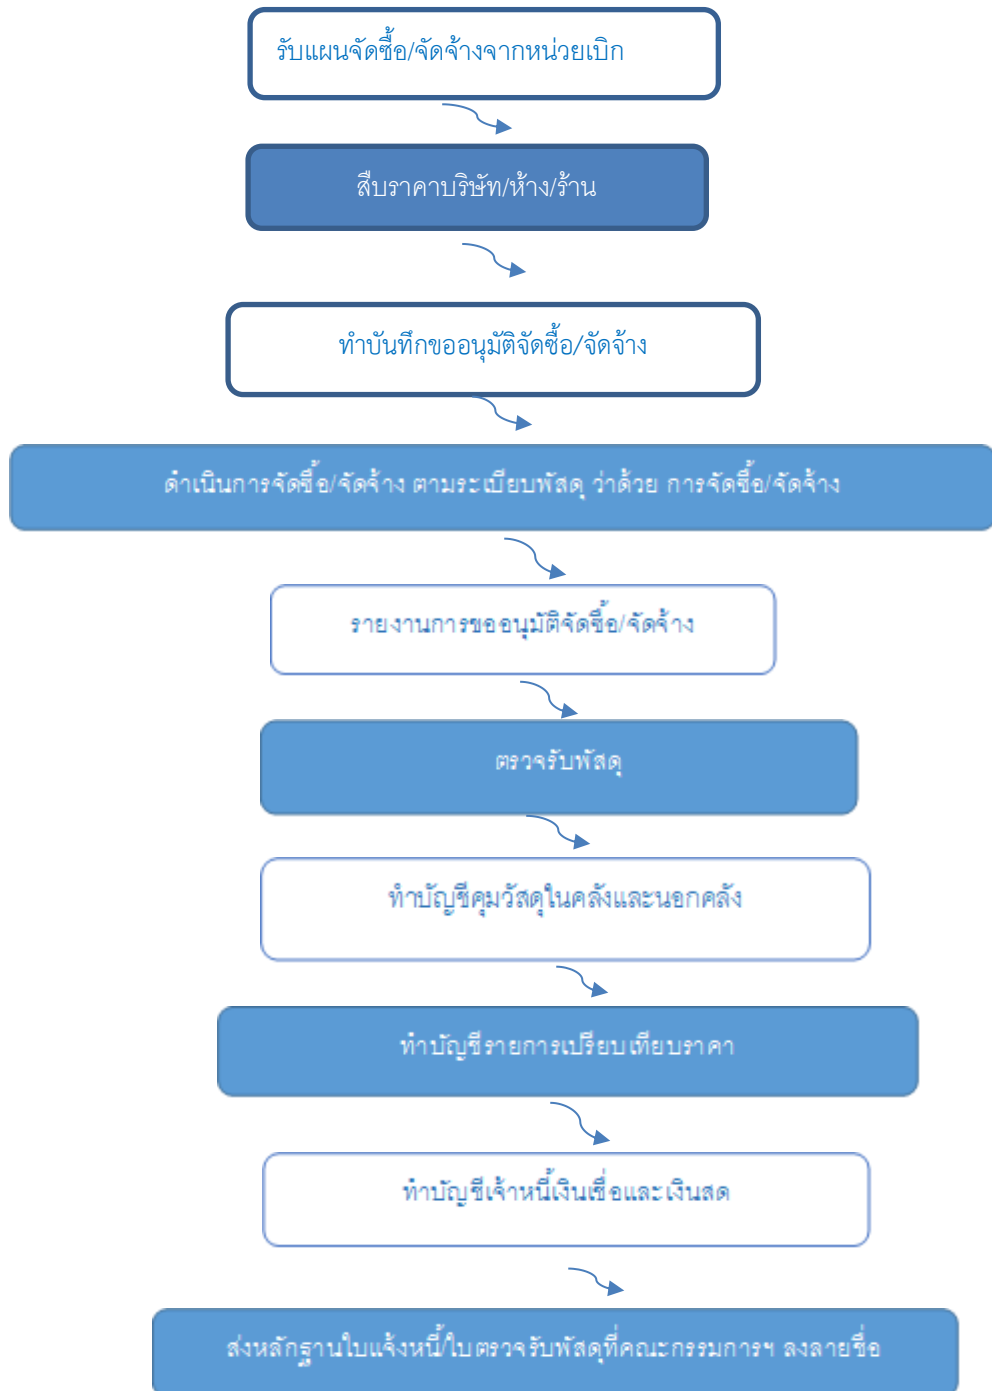 รับแผนจัดซื้อ/จัดจ้างจากหน่วยเบิก
สืบราคาบริษัท/ห้าง/ร้าน
ทำบันทึกขออนุมัติจัดซื้อ/จัดจ้าง
ดำเนินการจัดซื้อ/จัดจ้าง ตามระเบียบพัสดุ ว่าด้วย การจัดซื้อ/จัดจ้าง
รายงานการขออนุมัติจัดซื้อ/จัดจ้าง
ตรวจรับพัสดุ
ทำบัญชีคุมวัสดุในคลังและนอกคลัง
ทำบัญชีรายการเปรียบเทียบราคา
ทำบัญชีเจ้าหนี้เงินเชื่อและเงินสด
ส่งหลักฐานใบแจ้งหนี้/ใบตรวจรับพัสดุที่คณะกรรมการฯ ลงลายชื่อ